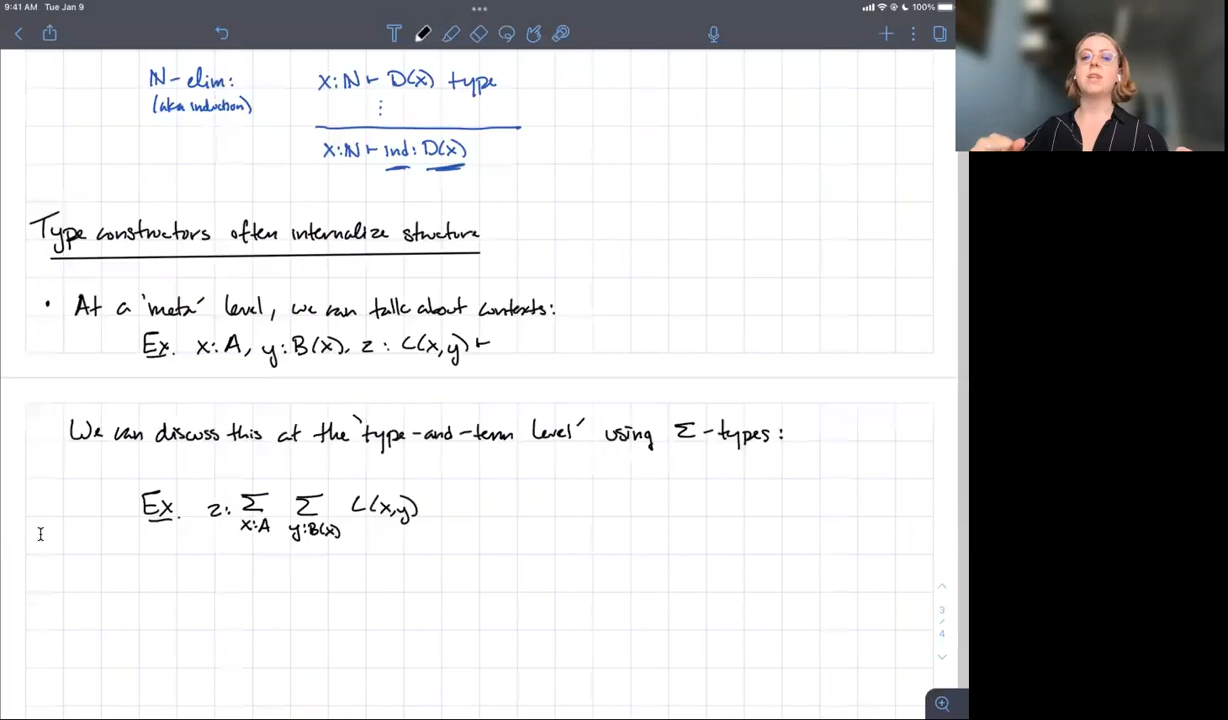 9:41 AM Tue Jan 9
100%
N-elim: x:N ⊢ D(x) type
(aka induction)
⋮
x:N ⊢ ind: D(x)
Type constructors often internalize structure
• At a 'meta' level, we can talk about contexts:
Ex. x:A, y:B(x), z: C(x,y) ⊢
We can discuss this at the 'type-and-term level' using Σ-types:
Ex. z: Σ Σ C(x,y)
x:A y:B(x)
3
/
4